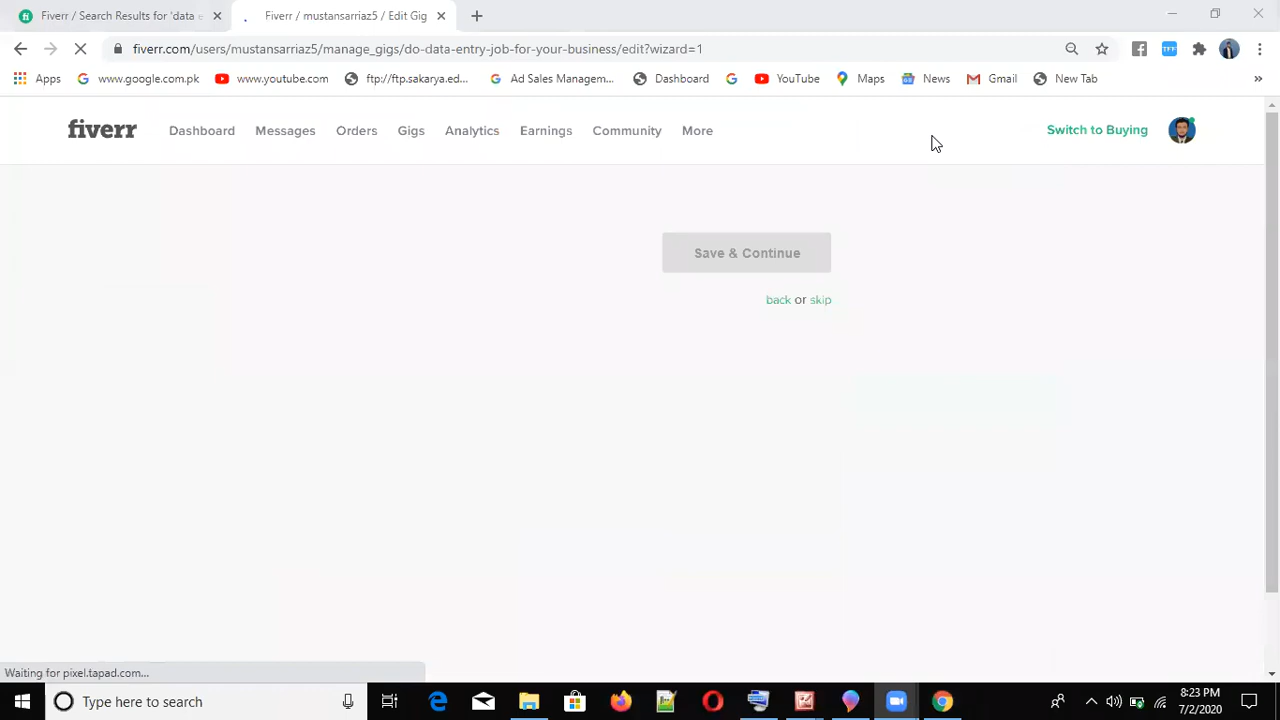 Fiverr / Search Results for 'data e
Fiverr / mustansarriaz5 / Edit Gig
fiverr.com/users/mustansarriaz5/manage_gigs/do-data-entry-job-for-your-business/edit?wizard=1
Apps www.google.com.pk www.youtube.com ftp://ftp.sakarya.ed... Ad Sales Managem... Dashboard YouTube Maps News Gmail New Tab »
fiverr Dashboard Messages Orders Gigs Analytics Earnings Community More Switch to Buying
Save & Continue
back or skip
Waiting for pixel.tapad.com...
Type here to search
8:23 PM
7/2/2020